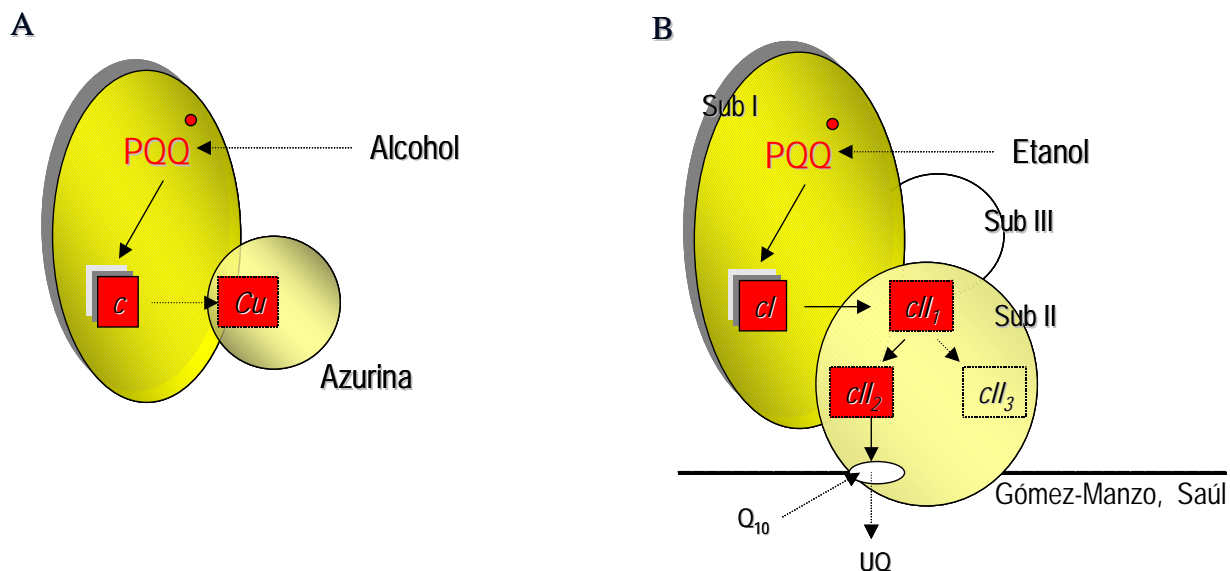 A
PQQ
Alcohol
c
Cu
Azurina
B
Sub I
PQQ
Etanol
Sub III
cI
cII1
Sub II
cII2
cII3
Gómez-Manzo, Saúl
Q10
UQ